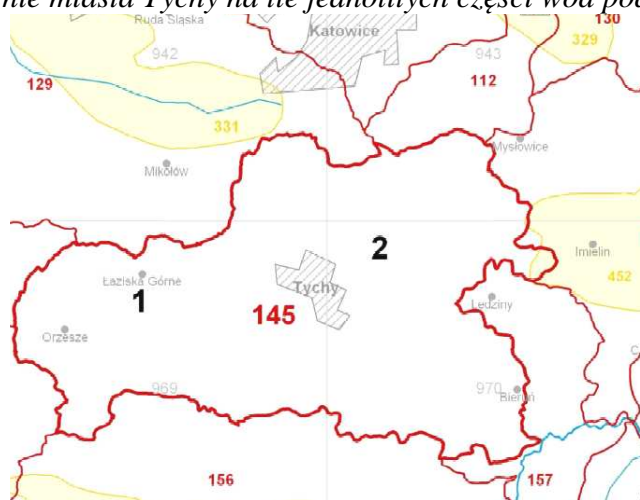 nie miasta Tychy na tle jednolitych części wód pod
Ruda Śląska
Katowice
130
329
942
943
129
112
331
Mysłowice
Mikołów
2
Imielin
Łaziska Górne
Tychy
452
1
145
Lędziny
Orzesze
969
970
Bieruń
156
157